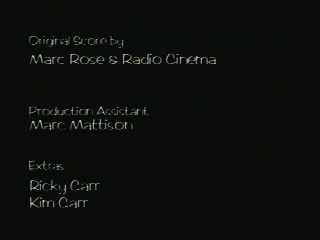 Original Score by
Marc Rose & Radio Cinema
Production Assistant
Marc Mattison
Extras
Ricky Carr
Kim Carr